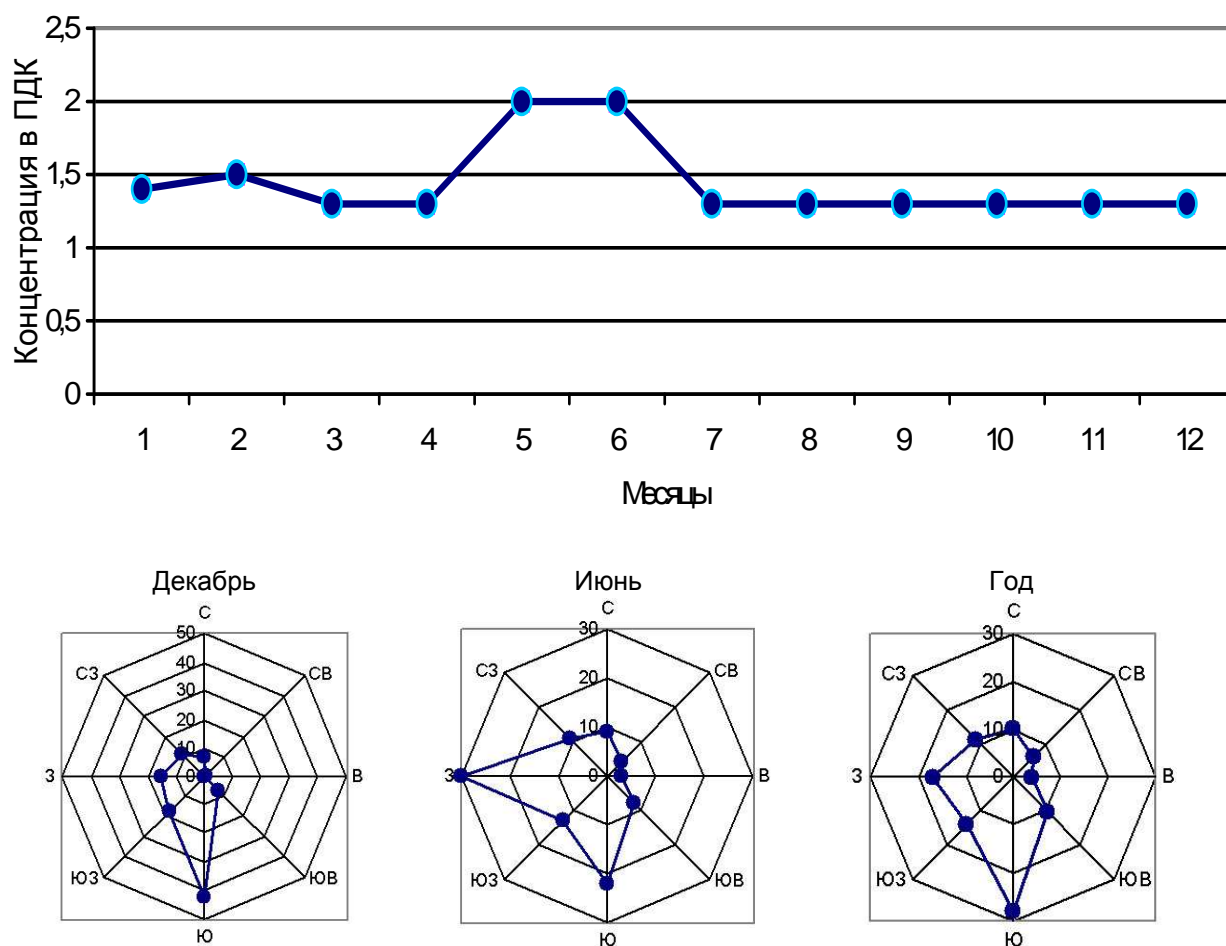 2,5
2
1,5
1
0,5
0
Концентрация в ПДК
1 2 3 4 5 6 7 8 9 10 11 12
Месяцы
Декабрь
С
50
40
30
20
10
0
СЗ
СВ
З
В
ЮЗ
ЮВ
Ю
Июнь
С
30
20
10
0
СЗ
СВ
З
В
ЮЗ
ЮВ
Ю
Год
С
30
20
10
0
СЗ
СВ
З
В
ЮЗ
ЮВ
Ю